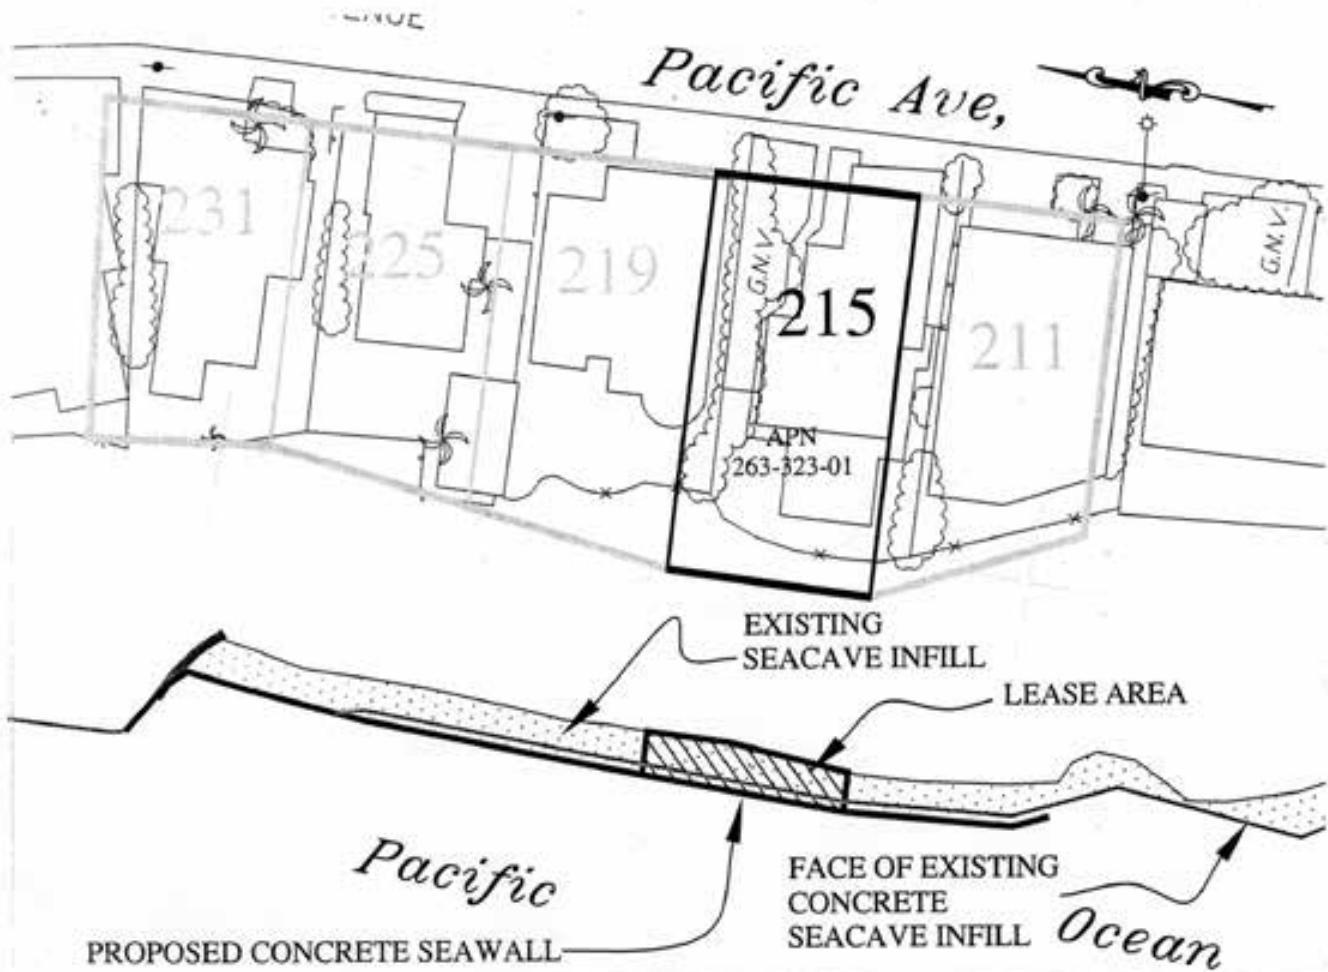 Pacific Ave,
231
225
219
G.N.V.
215
211
G.N.V.
APN
263-323-01
EXISTING
SEACAVE INFILL
LEASE AREA
Pacific
FACE OF EXISTING
CONCRETE
SEACAVE INFILL
Ocean
PROPOSED CONCRETE SEAWALL